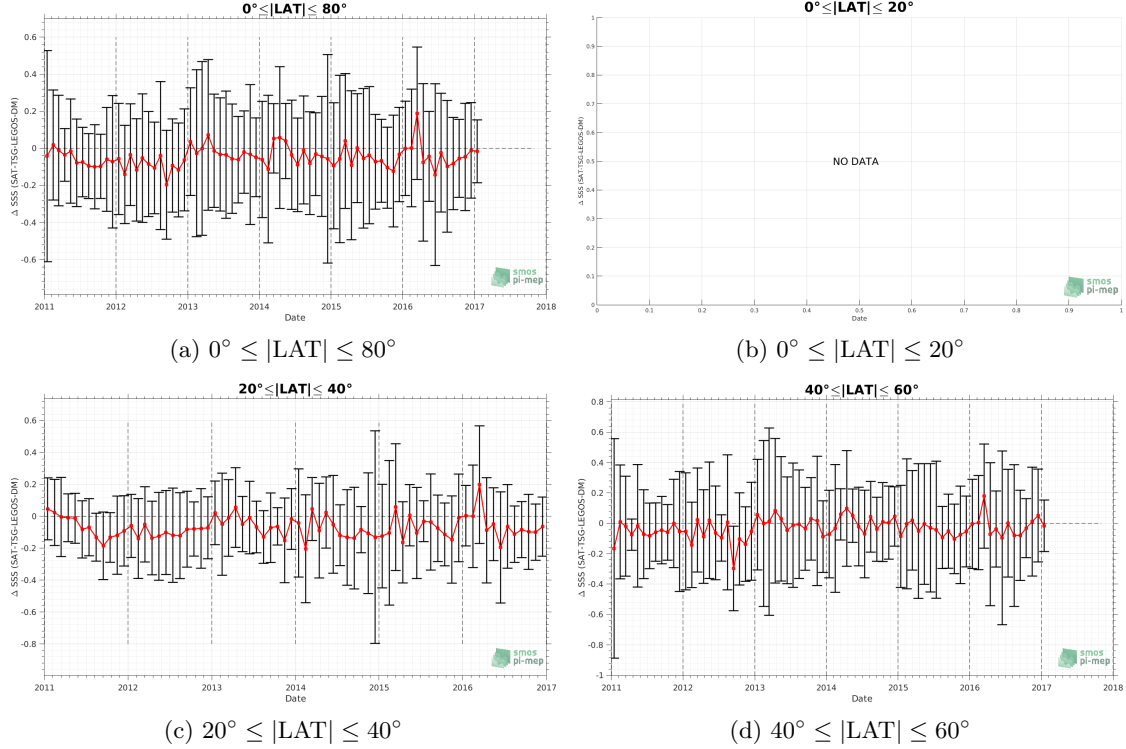 0°≤|LAT|≤ 80°
0.6
0.4
0.2
0
-0.2
-0.4
-0.6
Δ SSS (SAT-TSG-LEGOS-DM)
2011 2012 2013 2014 2015 2016 2017 2018
Date
smos
pi-mep
(a) 0° ≤ |LAT| ≤ 80°
0°≤|LAT|≤ 20°
1
0.9
0.8
0.7
0.6
0.5
0.4
0.3
0.2
0.1
0
Δ SSS (SAT-TSG-LEGOS-DM)
NO DATA
0 0.1 0.2 0.3 0.4 0.5 0.6 0.7 0.8 0.9 1
Date
smos
pi-mep
(b) 0° ≤ |LAT| ≤ 20°
20°≤|LAT|≤ 40°
0.6
0.4
0.2
0
-0.2
-0.4
-0.6
-0.8
Δ SSS (SAT-TSG-LEGOS-DM)
2011 2012 2013 2014 2015 2016 2017
Date
smos
pi-mep
(c) 20° ≤ |LAT| ≤ 40°
40°≤|LAT|≤ 60°
0.8
0.6
0.4
0.2
0
-0.2
-0.4
-0.6
-0.8
-1
Δ SSS (SAT-TSG-LEGOS-DM)
2011 2012 2013 2014 2015 2016 2017 2018
Date
smos
pi-mep
(d) 40° ≤ |LAT| ≤ 60°